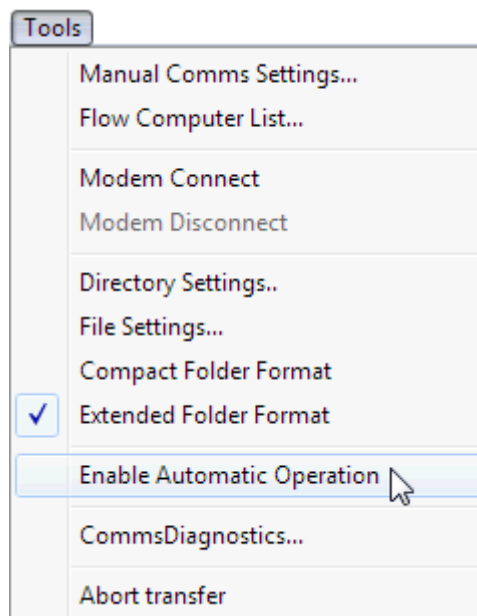 Tools
Manual Comms Settings...
Flow Computer List...
Modem Connect
Modem Disconnect
Directory Settings..
File Settings...
Compact Folder Format
Extended Folder Format
Enable Automatic Operation
CommsDiagnostics...
Abort transfer